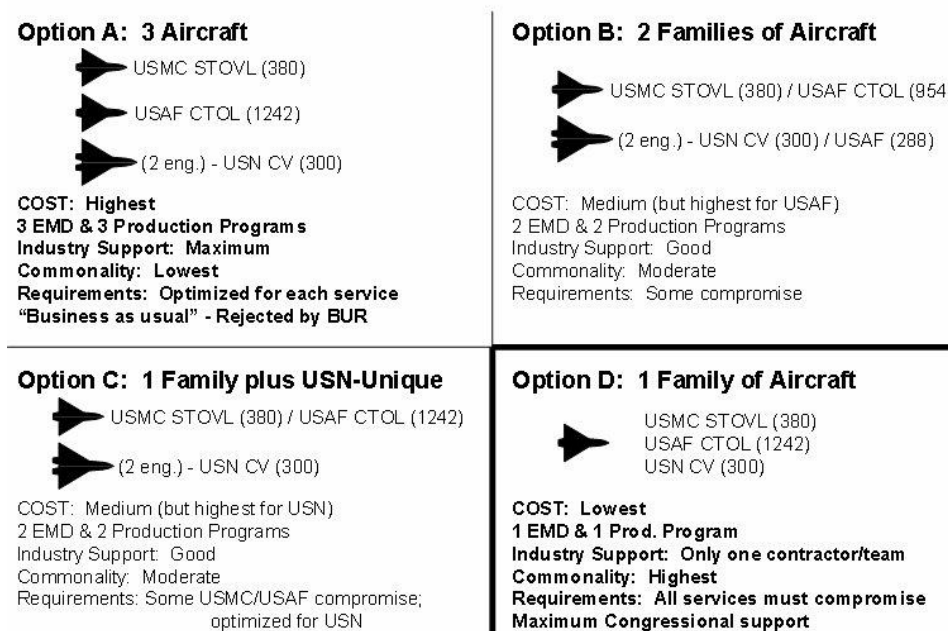 Option A: 3 Aircraft
USMC STOVL (380)
USAF CTOL (1242)
(2 eng.) - USN CV (300)
COST: Highest
3 EMD & 3 Production Programs
Industry Support: Maximum
Commonality: Lowest
Requirements: Optimized for each service
“Business as usual” - Rejected by BUR
Option B: 2 Families of Aircraft
USMC STOVL (380) / USAF CTOL (954
(2 eng.) - USN CV (300) / USAF (288)
COST: Medium (but highest for USAF)
2 EMD & 2 Production Programs
Industry Support: Good
Commonality: Moderate
Requirements: Some compromise
Option C: 1 Family plus USN-Unique
USMC STOVL (380) / USAF CTOL (1242)
(2 eng.) - USN CV (300)
COST: Medium (but highest for USN)
2 EMD & 2 Production Programs
Industry Support: Good
Commonality: Moderate
Requirements: Some USMC/USAF compromise;
optimized for USN
Option D: 1 Family of Aircraft
USMC STOVL (380)
USAF CTOL (1242)
USN CV (300)
COST: Lowest
1 EMD & 1 Prod. Program
Industry Support: Only one contractor/team
Commonality: Highest
Requirements: All services must compromise
Maximum Congressional support